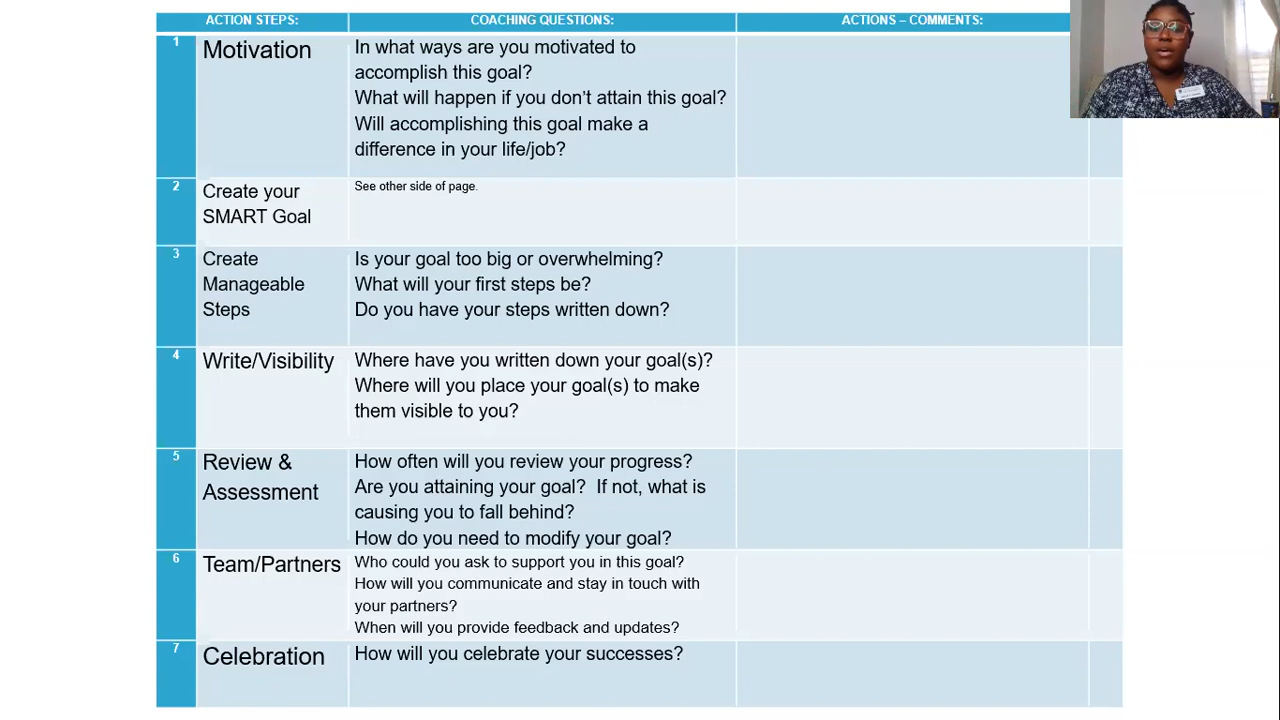 ACTION STEPS: COACHING QUESTIONS: ACTIONS – COMMENTS:
1 Motivation
In what ways are you motivated to
accomplish this goal?
What will happen if you don’t attain this goal?
Will accomplishing this goal make a
difference in your life/job?
2 Create your
SMART Goal
See other side of page.
3 Create
Manageable
Steps
Is your goal too big or overwhelming?
What will your first steps be?
Do you have your steps written down?
4 Write/Visibility
Where have you written down your goal(s)?
Where will you place your goal(s) to make
them visible to you?
5 Review &
Assessment
How often will you review your progress?
Are you attaining your goal?  If not, what is
causing you to fall behind?
How do you need to modify your goal?
6 Team/Partners
Who could you ask to support you in this goal?
How will you communicate and stay in touch with
your partners?
When will you provide feedback and updates?
7 Celebration
How will you celebrate your successes?